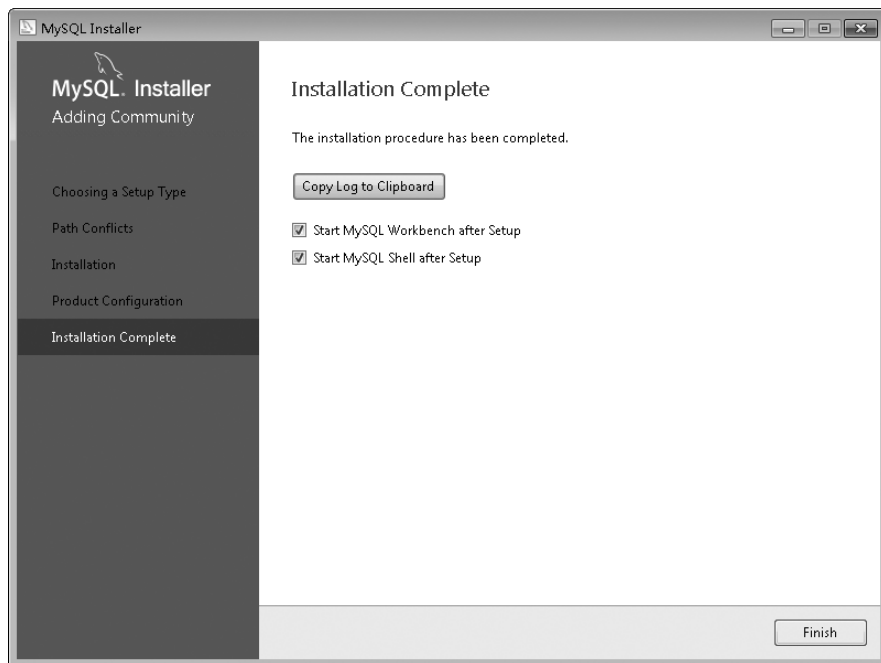 MySQL Installer
MySQL. Installer
Adding Community
Choosing a Setup Type
Path Conflicts
Installation
Product Configuration
Installation Complete
Installation Complete
The installation procedure has been completed.
Copy Log to Clipboard
Start MySQL Workbench after Setup
Start MySQL Shell after Setup
Finish